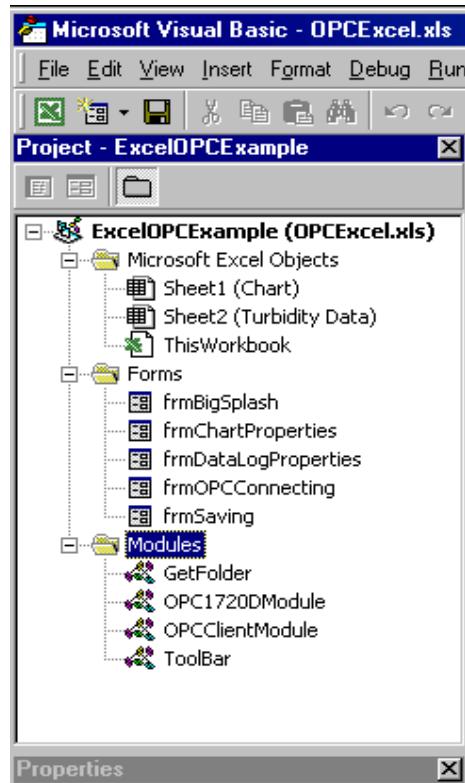 Microsoft Visual Basic - OPCExcel.xls
File Edit View Insert Format Debug Run
Project - ExcelOPCExample
ExcelOPCExample (OPCExcel.xls)
Microsoft Excel Objects
Sheet1 (Chart)
Sheet2 (Turbidity Data)
ThisWorkbook
Forms
frmBigSplash
frmChartProperties
frmDataLogProperties
frmOPCConnecting
frmSaving
Modules
GetFolder
OPC1720DModule
OPCClientModule
ToolBar
Properties